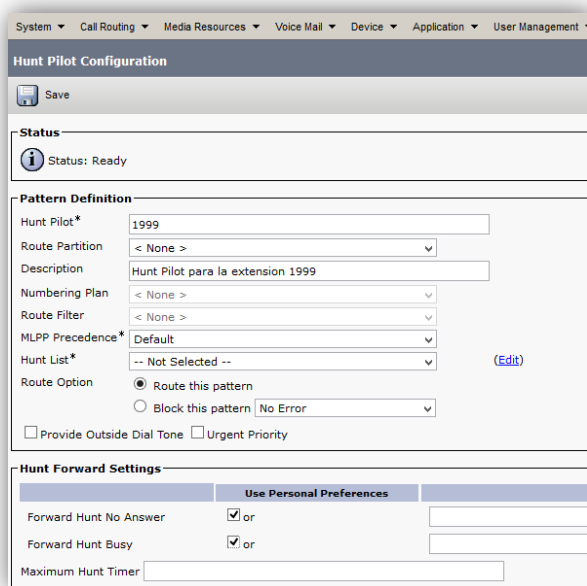 System Call Routing Media Resources Voice Mail Device Application User Management
Hunt Pilot Configuration
Save
Status
Status: Ready
Pattern Definition
Hunt Pilot* 1999
Route Partition < None >
Description Hunt Pilot para la extension 1999
Numbering Plan < None >
Route Filter < None >
MLPP Precedence* Default
Hunt List* -- Not Selected -- (Edit)
Route Option Route this pattern
Block this pattern No Error
Provide Outside Dial Tone Urgent Priority
Hunt Forward Settings
Use Personal Preferences
Forward Hunt No Answer or
Forward Hunt Busy or
Maximum Hunt Timer